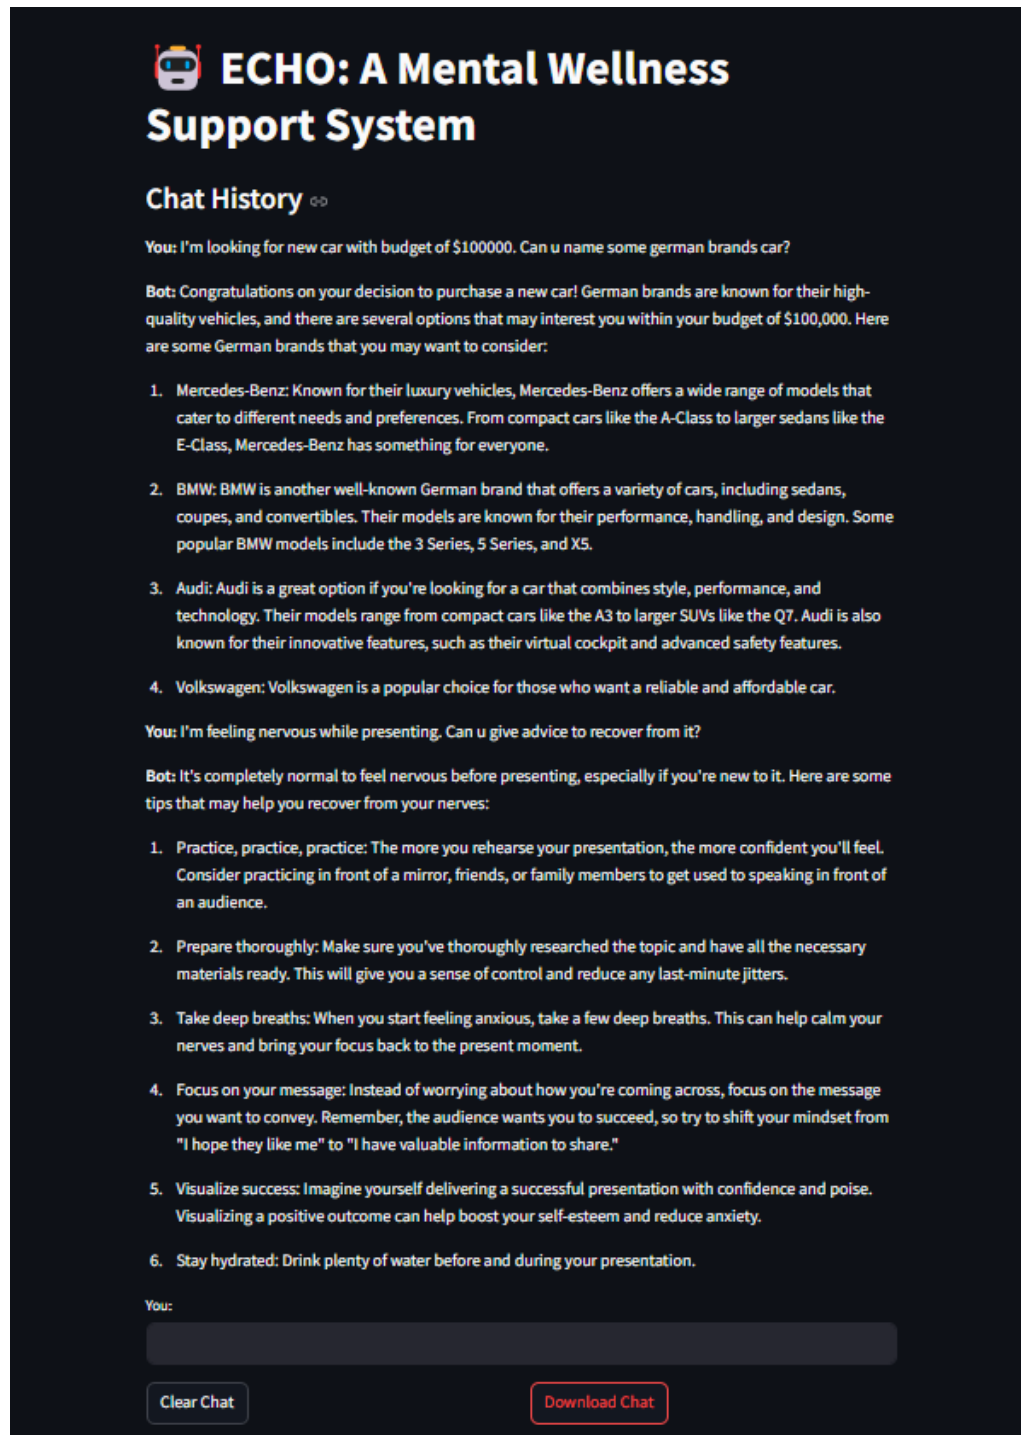 ECHO: A Mental Wellness
Support System
Chat History
You: I'm looking for new car with budget of $100000. Can u name some german brands car?
Bot: Congratulations on your decision to purchase a new car! German brands are known for their high-
quality vehicles, and there are several options that may interest you within your budget of $100,000. Here
are some German brands that you may want to consider:
1. Mercedes-Benz: Known for their luxury vehicles, Mercedes-Benz offers a wide range of models that
cater to different needs and preferences. From compact cars like the A-Class to larger sedans like the
E-Class, Mercedes-Benz has something for everyone.
2. BMW: BMW is another well-known German brand that offers a variety of cars, including sedans,
coupes, and convertibles. Their models are known for their performance, handling, and design. Some
popular BMW models include the 3 Series, 5 Series, and X5.
3. Audi: Audi is a great option if you're looking for a car that combines style, performance, and
technology. Their models range from compact cars like the A3 to larger SUVs like the Q7. Audi is also
known for their innovative features, such as their virtual cockpit and advanced safety features.
4. Volkswagen: Volkswagen is a popular choice for those who want a reliable and affordable car.
You: I'm feeling nervous while presenting. Can u give advice to recover from it?
Bot: It's completely normal to feel nervous before presenting, especially if you're new to it. Here are some
tips that may help you recover from your nerves:
1. Practice, practice, practice: The more you rehearse your presentation, the more confident you'll feel.
Consider practicing in front of a mirror, friends, or family members to get used to speaking in front of
an audience.
2. Prepare thoroughly: Make sure you've thoroughly researched the topic and have all the necessary
materials ready. This will give you a sense of control and reduce any last-minute jitters.
3. Take deep breaths: When you start feeling anxious, take a few deep breaths. This can help calm your
nerves and bring your focus back to the present moment.
4. Focus on your message: Instead of worrying about how you're coming across, focus on the message
you want to convey. Remember, the audience wants you to succeed, so try to shift your mindset from
"I hope they like me" to "I have valuable information to share."
5. Visualize success: Imagine yourself delivering a successful presentation with confidence and poise.
Visualizing a positive outcome can help boost your self-esteem and reduce anxiety.
6. Stay hydrated: Drink plenty of water before and during your presentation.
You:
Clear Chat
Download Chat